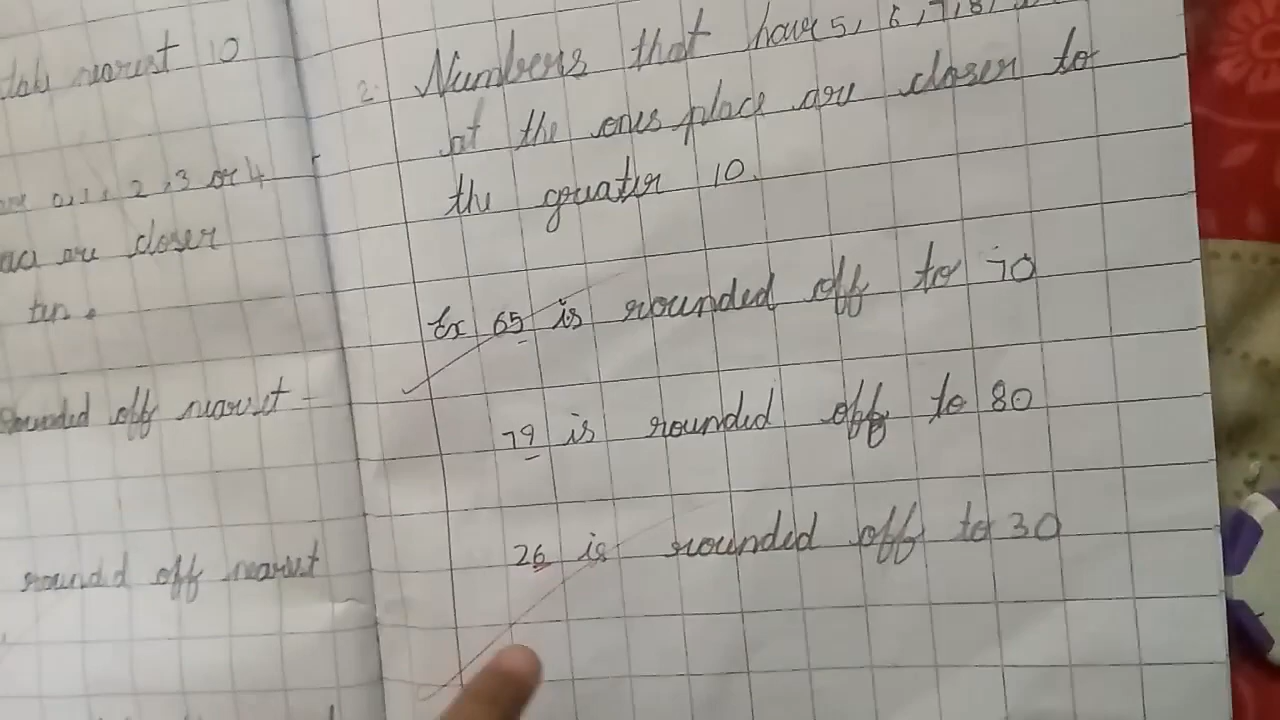 nearest 10
0, 1, 2, 3 or 4
are closer
ten.
Rounded off nearest
rounded off nearest
2. Numbers that have 5, 6, 7, 8,
at the ones place are closer to
the greater 10.
Ex 65 is rounded off to 70
79 is rounded off to 80
26 is rounded off to 30